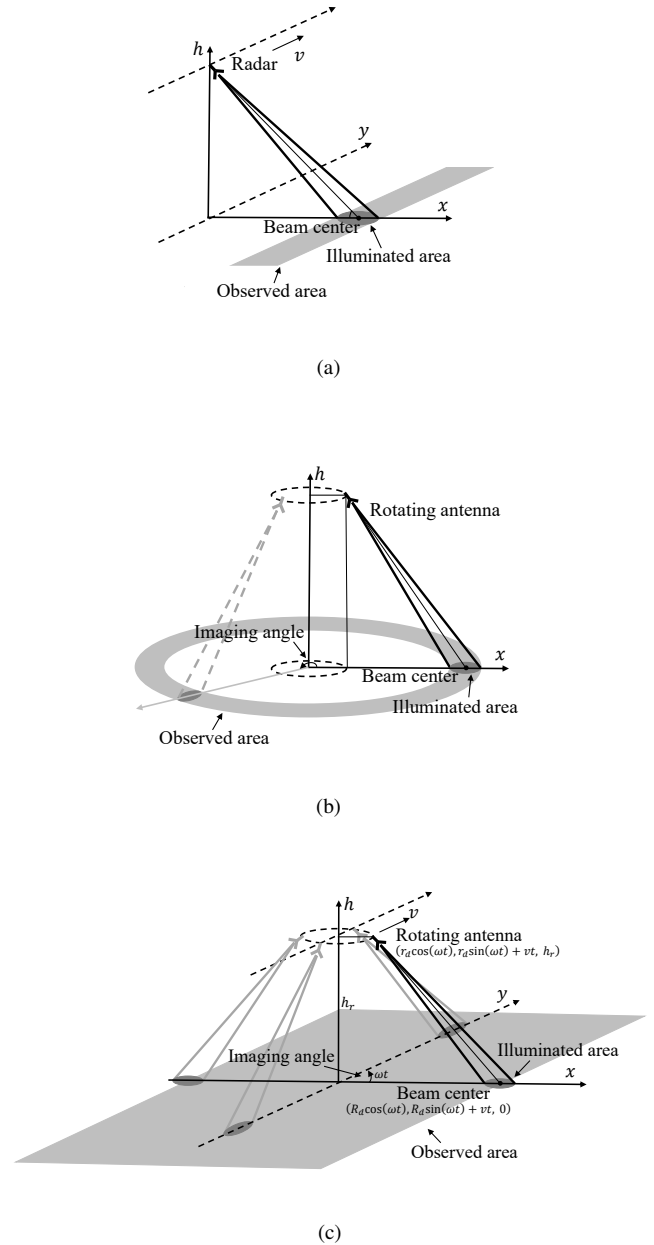 h
v
Radar
y
x
Beam center
Illuminated area
Observed area
(a)
h
Rotating antenna
Imaging angle
x
Beam center
Illuminated area
Observed area
(b)
h
v
Rotating antenna
(r_d cos(ωt), r_d sin(ωt) + vt, h_r)
y
h_r
Imaging angle
ωt
Illuminated area
x
Beam center
(R_d cos(ωt), R_d sin(ωt) + vt, 0)
Observed area
(c)